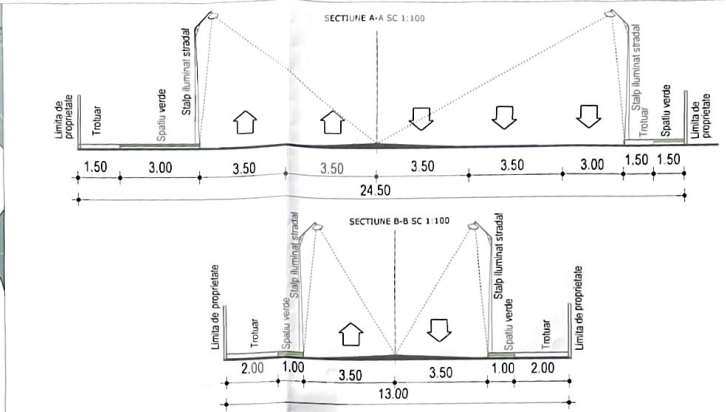 SECTIUNE A-A SC 1:100
Limita de
proprietate
Trotuar
Spatiu verde
Stalp iluminat stradal
Stalp iluminat stradal
Trotuar
Spatiu verde
Limita de
proprietate
1.50 3.00 3.50 3.50 3.50 3.50 3.00 1.50 1.50
24.50
SECTIUNE B-B SC 1:100
Limita de proprietate
Trotuar
Spatiu verde
Stalp iluminat stradal
Stalp iluminat stradal
Spatiu verde
Trotuar
Limita de proprietate
2.00 1.00 3.50 3.50 1.00 2.00
13.00